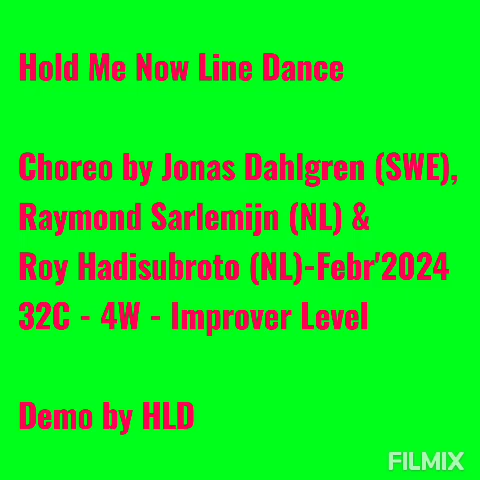 Hold Me Now Line Dance
Choreo by Jonas Dahlgren (SWE),
Raymond Sarlemijn (NL) &
Roy Hadisubroto (NL)-Febr'2024
32C - 4W - Improver Level
Demo by HLD
FILMIX